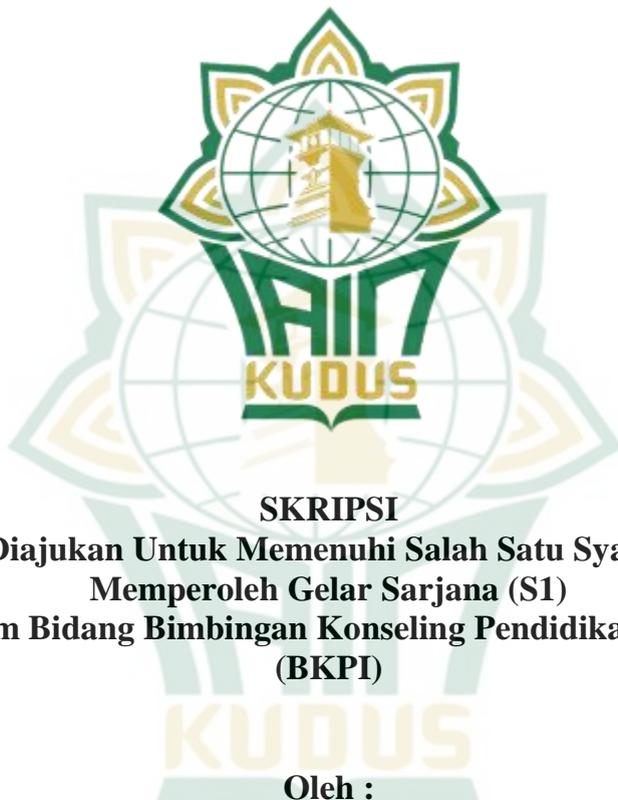 IAIN
KUDUS
SKRIPSI
Diajukan Untuk Memenuhi Salah Satu Sya
Memperoleh Gelar Sarjana (S1)
m Bidang Bimbingan Konseling Pendidika
(BKPI)
KUDUS
Oleh :